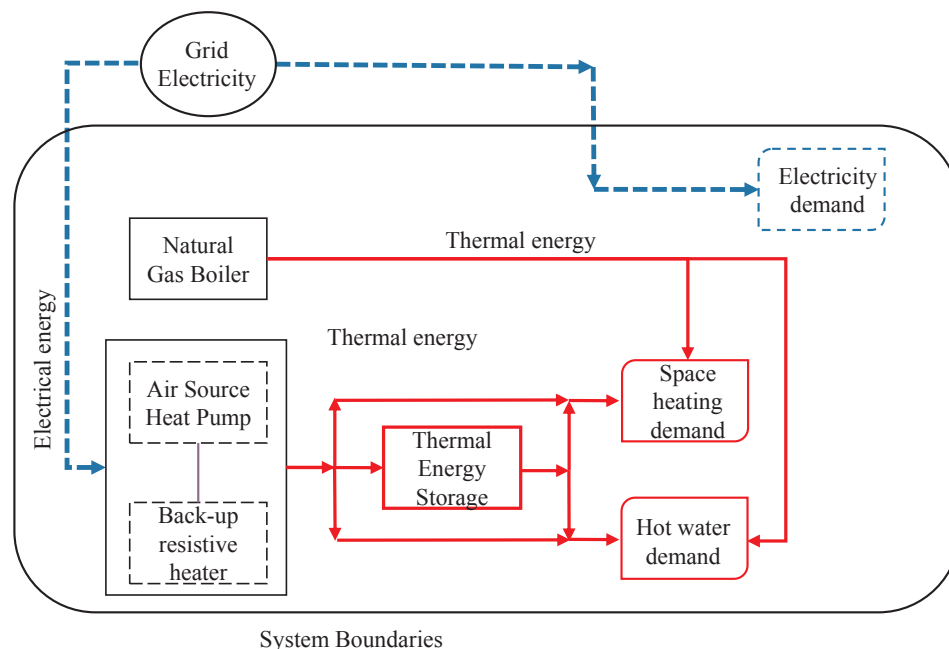 Grid
Electricity
Electricity
demand
Natural
Gas Boiler
Thermal energy
Electrical energy
Thermal energy
Air Source
Heat Pump
Space
heating
demand
Thermal
Energy
Storage
Back-up
resistive
heater
Hot water
demand
System Boundaries